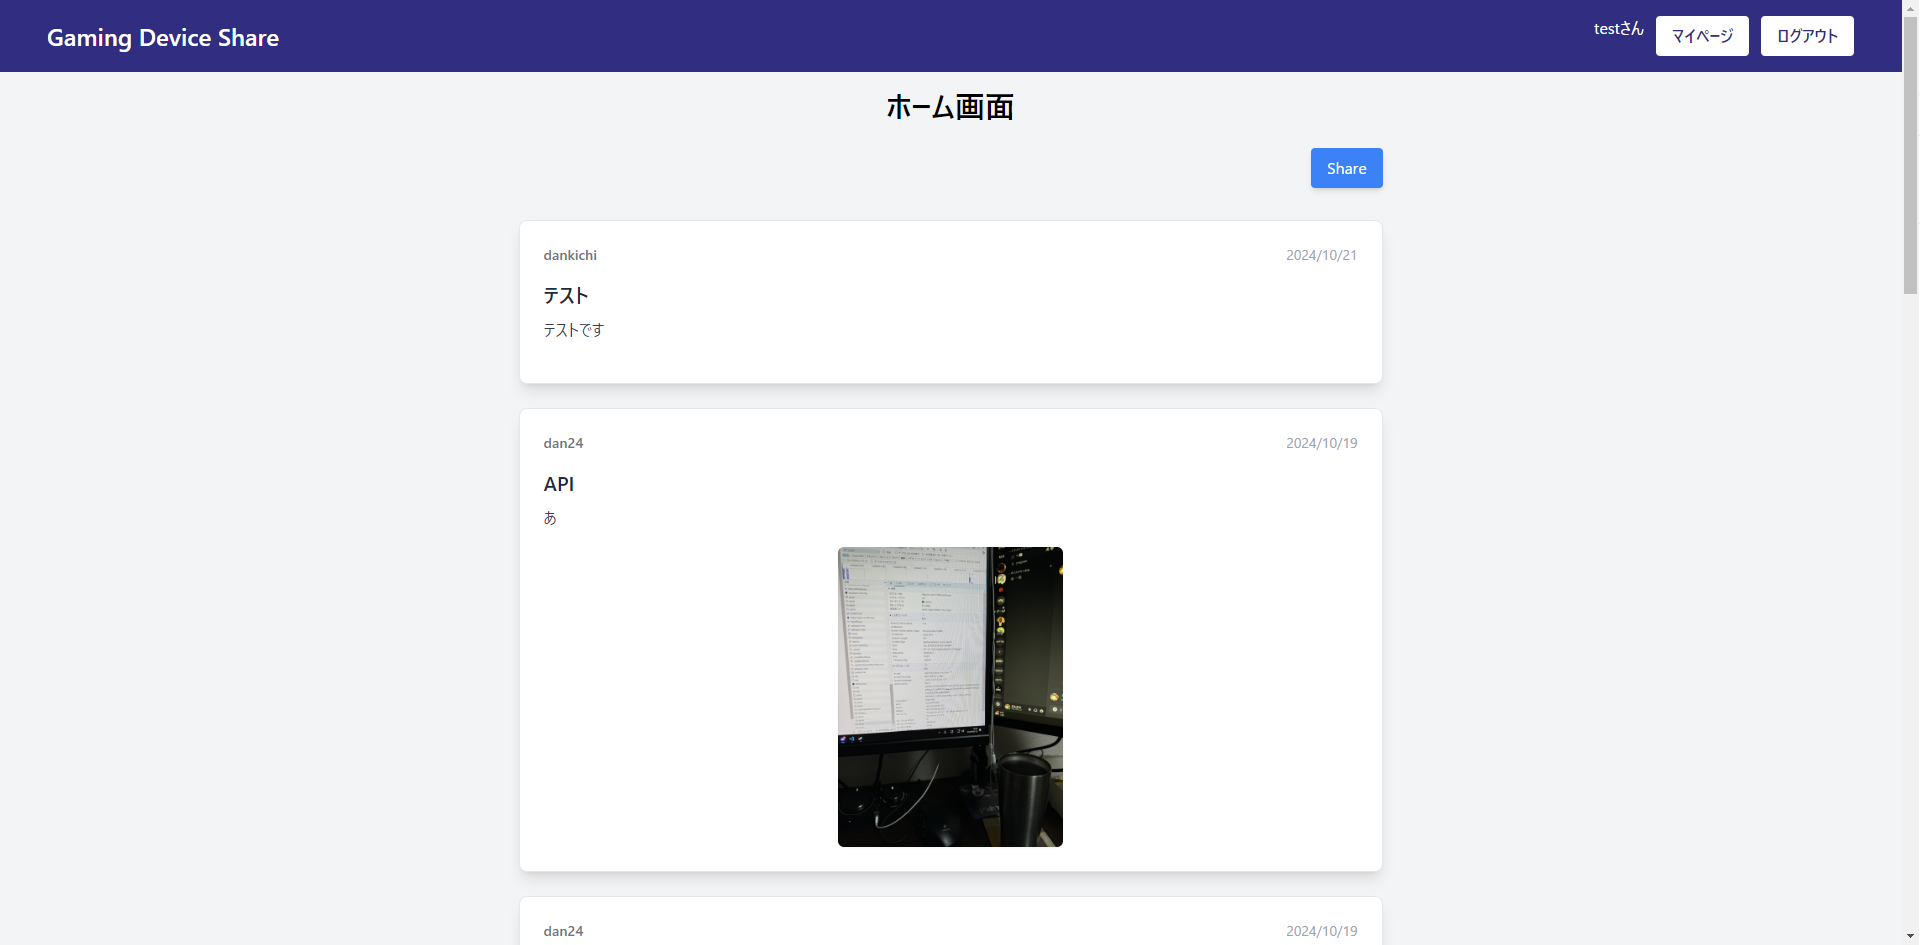 Gaming Device Share
testさん
マイページ
ログアウト
ホーム画面
Share
dankichi
2024/10/21
テスト
テストです
dan24
2024/10/19
API
あ
dan24
2024/10/19